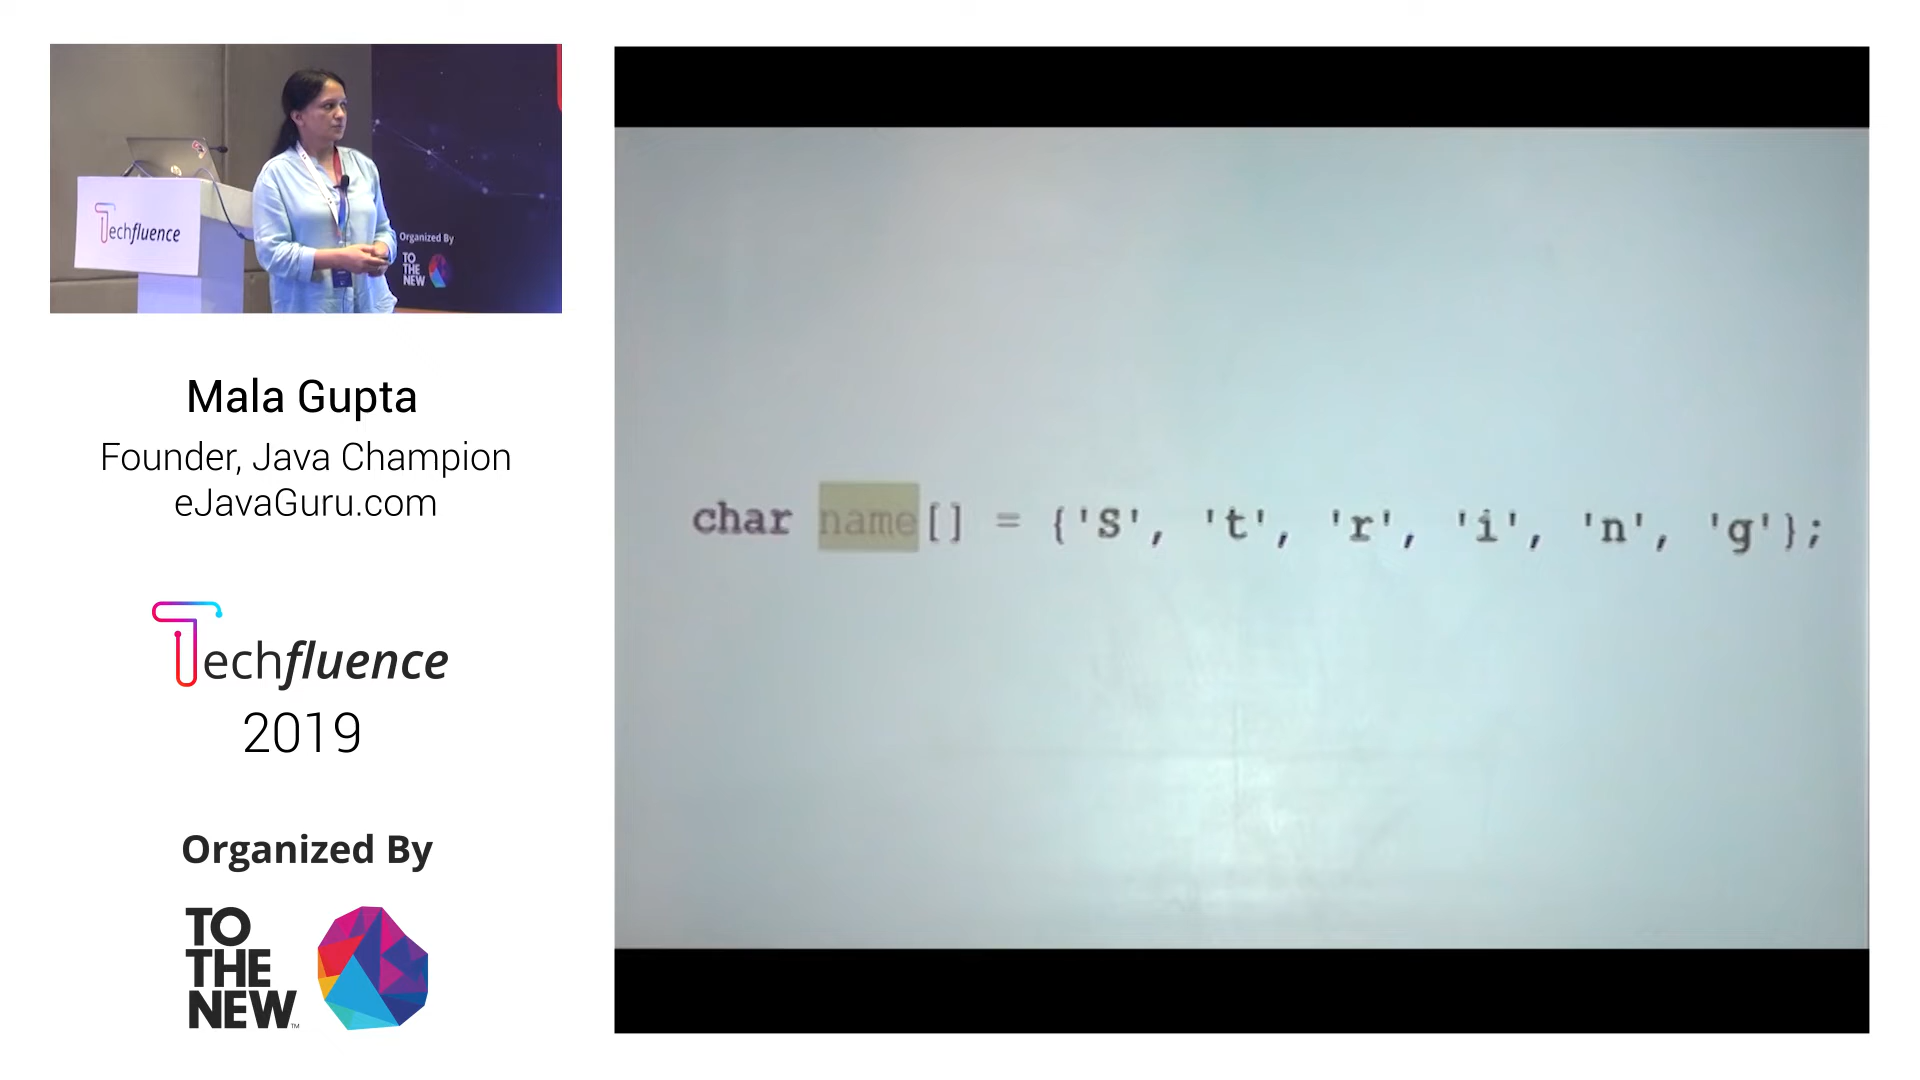 Techfluence
Organized By
TO
THE
NEW
Mala Gupta
Founder, Java Champion
eJavaGuru.com
Techfluence
2019
Organized By
TO
THE
NEW™
char name[] = {'S', 't', 'r', 'i', 'n', 'g'};